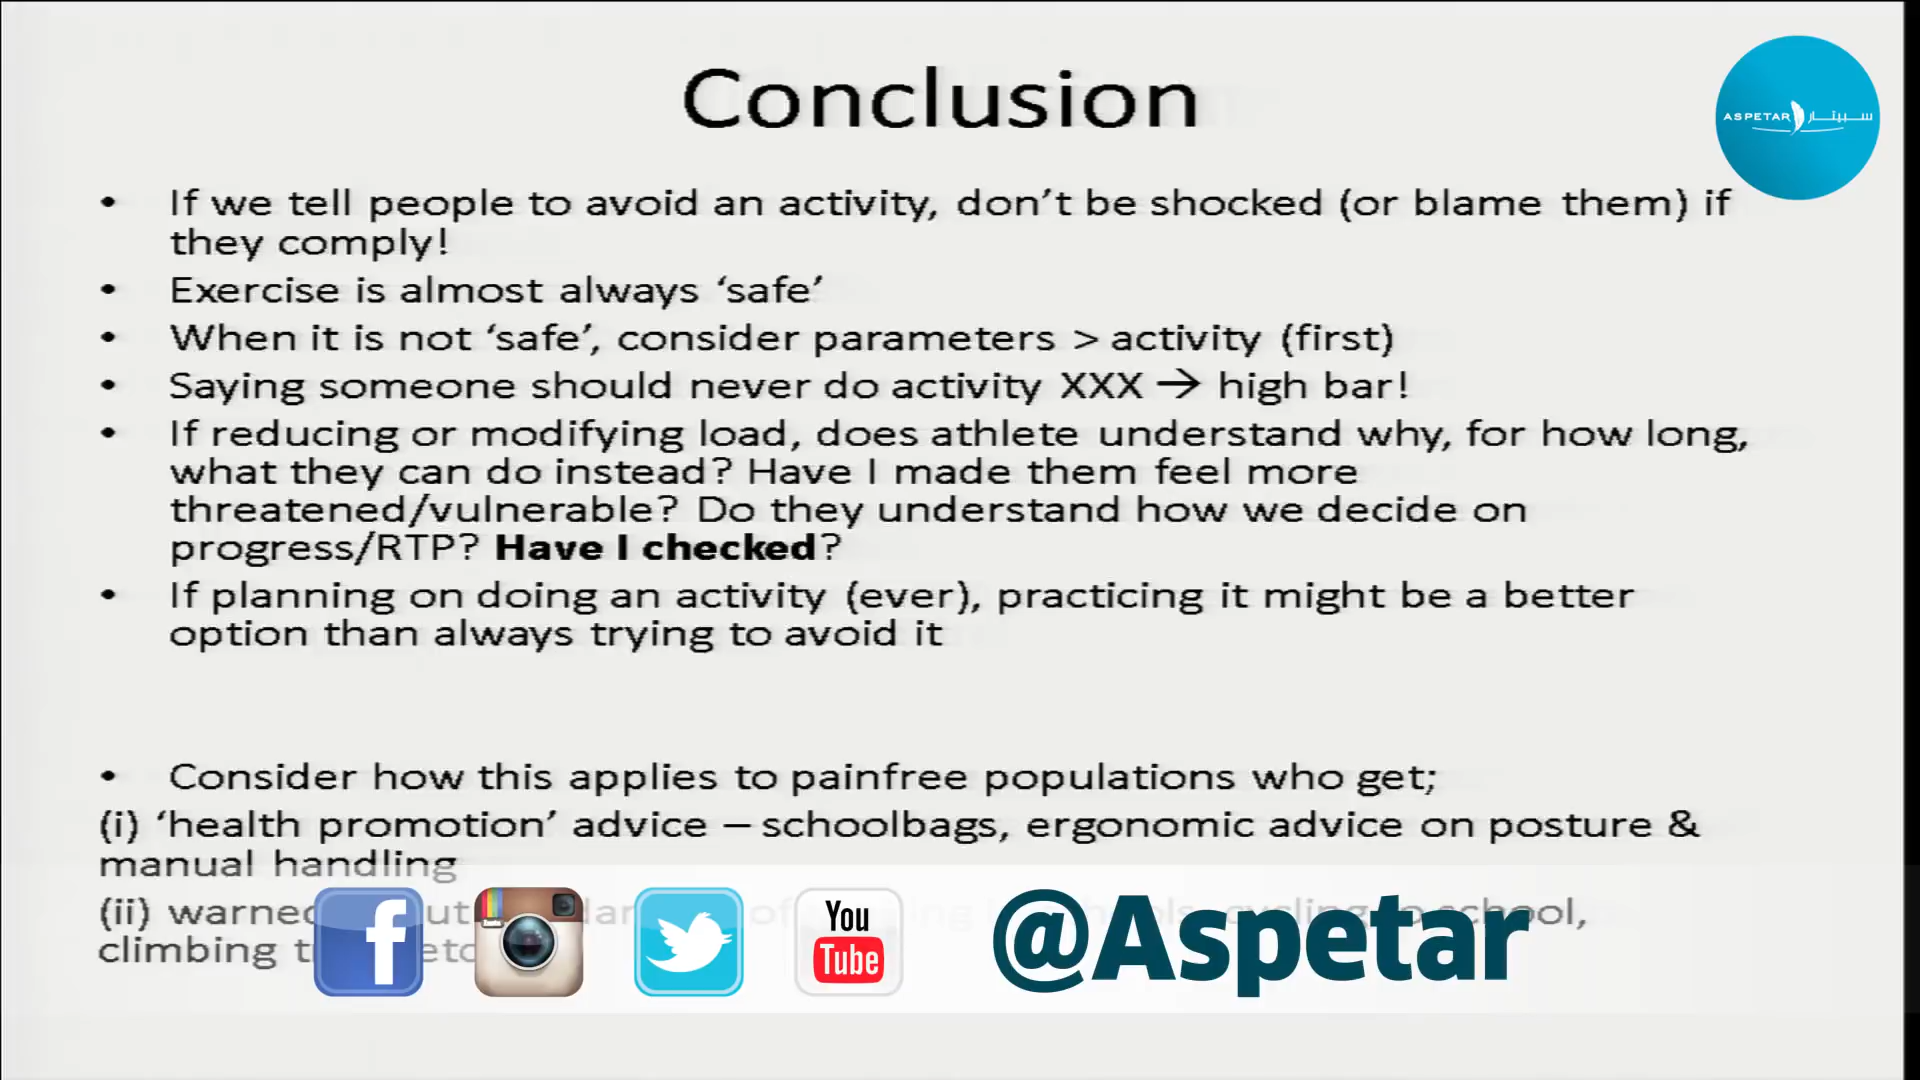 Conclusion
ASPETAR سبيتار
• If we tell people to avoid an activity, don't be shocked (or blame them) if
they comply!
• Exercise is almost always ‘safe’
• When it is not ‘safe’, consider parameters > activity (first)
• Saying someone should never do activity XXX → high bar!
• If reducing or modifying load, does athlete understand why, for how long,
what they can do instead? Have I made them feel more
threatened/vulnerable? Do they understand how we decide on
progress/RTP? Have I checked?
• If planning on doing an activity (ever), practicing it might be a better
option than always trying to avoid it
• Consider how this applies to painfree populations who get;
(i) ‘health promotion’ advice – schoolbags, ergonomic advice on posture &
manual handling
(ii) cycling school,
climbing
You
Tube
@Aspetar